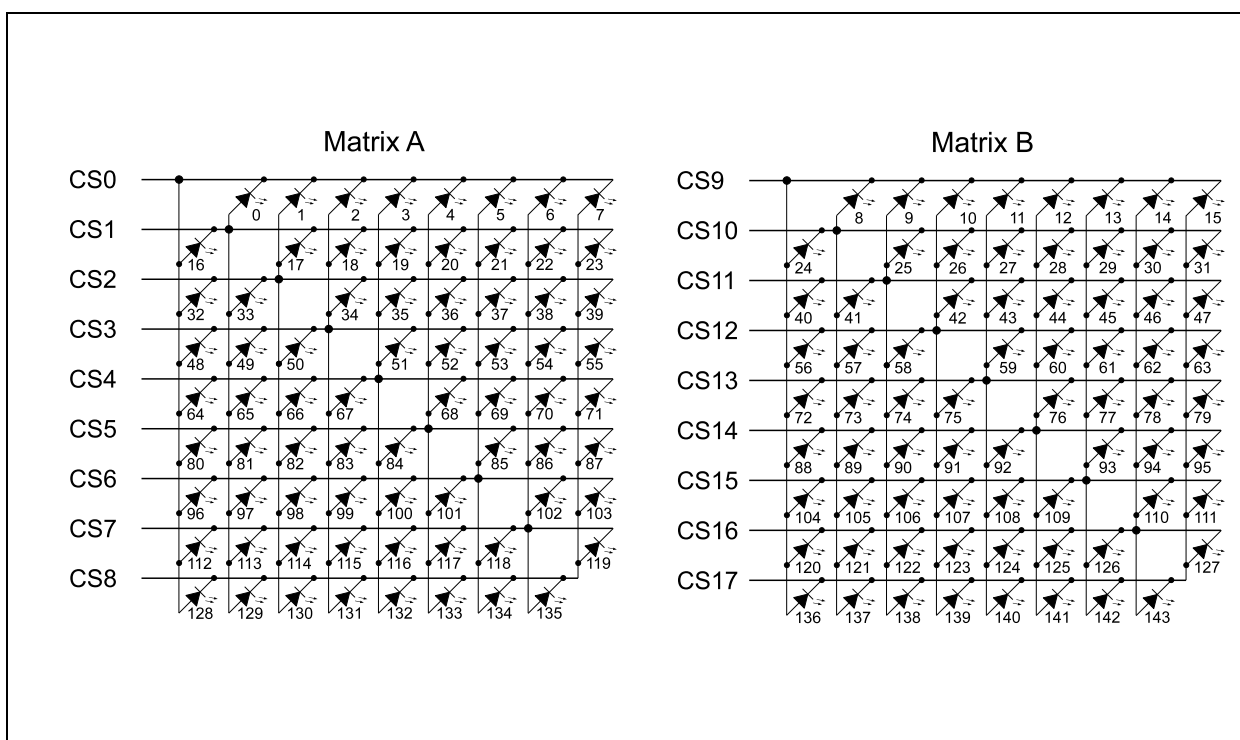 Matrix A
CS0
0 1 2 3 4 5 6 7
CS1
16 17 18 19 20 21 22 23
CS2
32 33 34 35 36 37 38 39
CS3
48 49 50 51 52 53 54 55
CS4
64 65 66 67 68 69 70 71
CS5
80 81 82 83 84 85 86 87
CS6
96 97 98 99 100 101 102 103
CS7
112 113 114 115 116 117 118 119
CS8
128 129 130 131 132 133 134 135
Matrix B
CS9
8 9 10 11 12 13 14 15
CS10
24 25 26 27 28 29 30 31
CS11
40 41 42 43 44 45 46 47
CS12
56 57 58 59 60 61 62 63
CS13
72 73 74 75 76 77 78 79
CS14
88 89 90 91 92 93 94 95
CS15
104 105 106 107 108 109 110 111
CS16
120 121 122 123 124 125 126 127
CS17
136 137 138 139 140 141 142 143